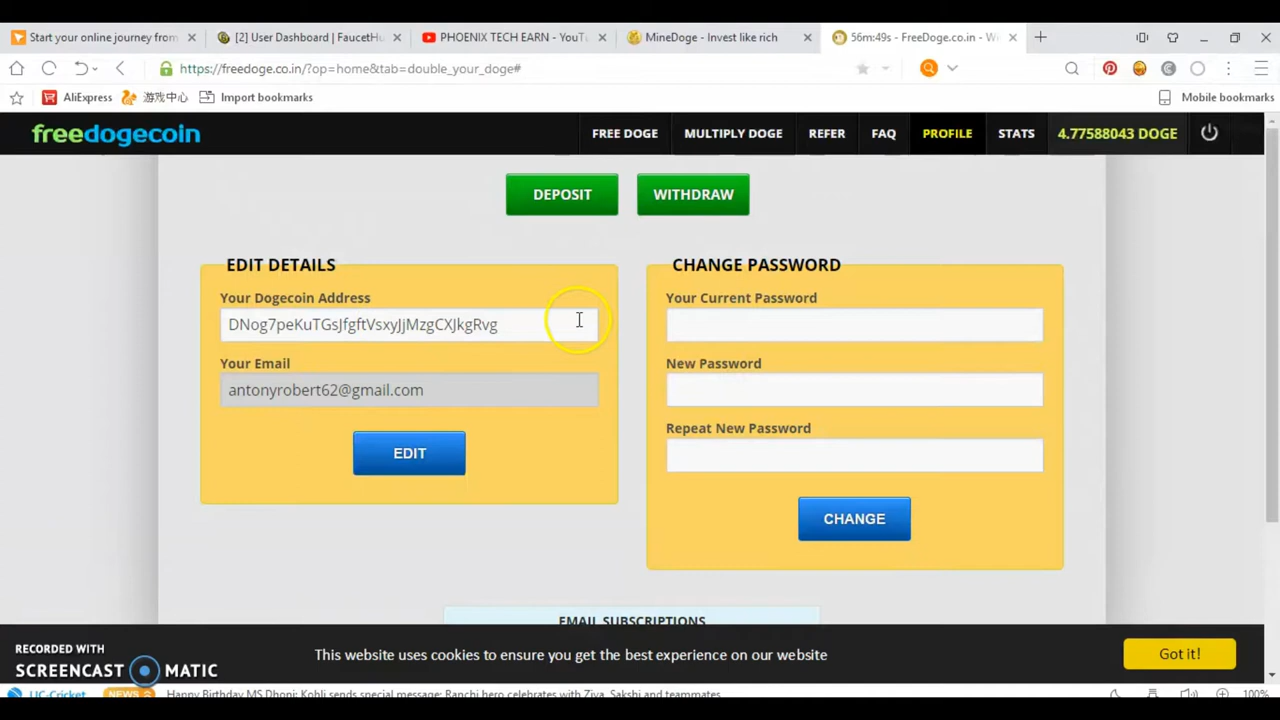 Start your online journey from
[2] User Dashboard | FaucetHu
PHOENIX TECH EARN - YouTu
MineDoge - Invest like rich
56m:49s - FreeDoge.co.in - Wi
https://freedoge.co.in/?op=home&tab=double_your_doge#
AliExpress
游戏中心
Import bookmarks
Mobile bookmarks
freedogecoin
FREE DOGE
MULTIPLY DOGE
REFER
FAQ
PROFILE
STATS
4.77588043 DOGE
DEPOSIT
WITHDRAW
EDIT DETAILS
Your Dogecoin Address
DNog7peKuTGsJfgftVsxyJjMzgCXJkgRvg
Your Email
antonyrobert62@gmail.com
EDIT
CHANGE PASSWORD
Your Current Password
New Password
Repeat New Password
CHANGE
EMAIL SUBSCRIPTIONS
This website uses cookies to ensure you get the best experience on our website
Got it!
RECORDED WITH
SCREENCAST MATIC
UC-Cricket
NEWS
Happy Birthday MS Dhoni: Kohli sends special message; Ranchi hero celebrates with Ziva, Sakshi and teammates
100%